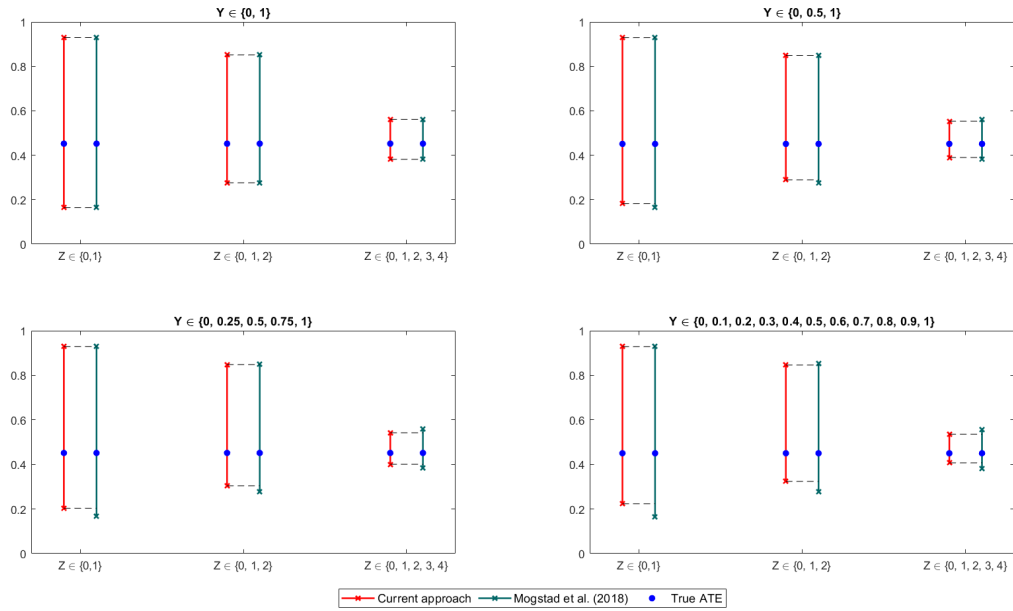 Y ∈ {0, 1}
1
0.8
0.6
0.4
0.2
0
Z ∈ {0,1}
Z ∈ {0, 1, 2}
Z ∈ {0, 1, 2, 3, 4}
Y ∈ {0, 0.5, 1}
1
0.8
0.6
0.4
0.2
0
Z ∈ {0,1}
Z ∈ {0, 1, 2}
Z ∈ {0, 1, 2, 3, 4}
Y ∈ {0, 0.25, 0.5, 0.75, 1}
1
0.8
0.6
0.4
0.2
0
Z ∈ {0,1}
Z ∈ {0, 1, 2}
Z ∈ {0, 1, 2, 3, 4}
Y ∈ {0, 0.1, 0.2, 0.3, 0.4, 0.5, 0.6, 0.7, 0.8, 0.9, 1}
1
0.8
0.6
0.4
0.2
0
Z ∈ {0,1}
Z ∈ {0, 1, 2}
Z ∈ {0, 1, 2, 3, 4}
Current approach Mogstad et al. (2018) True ATE